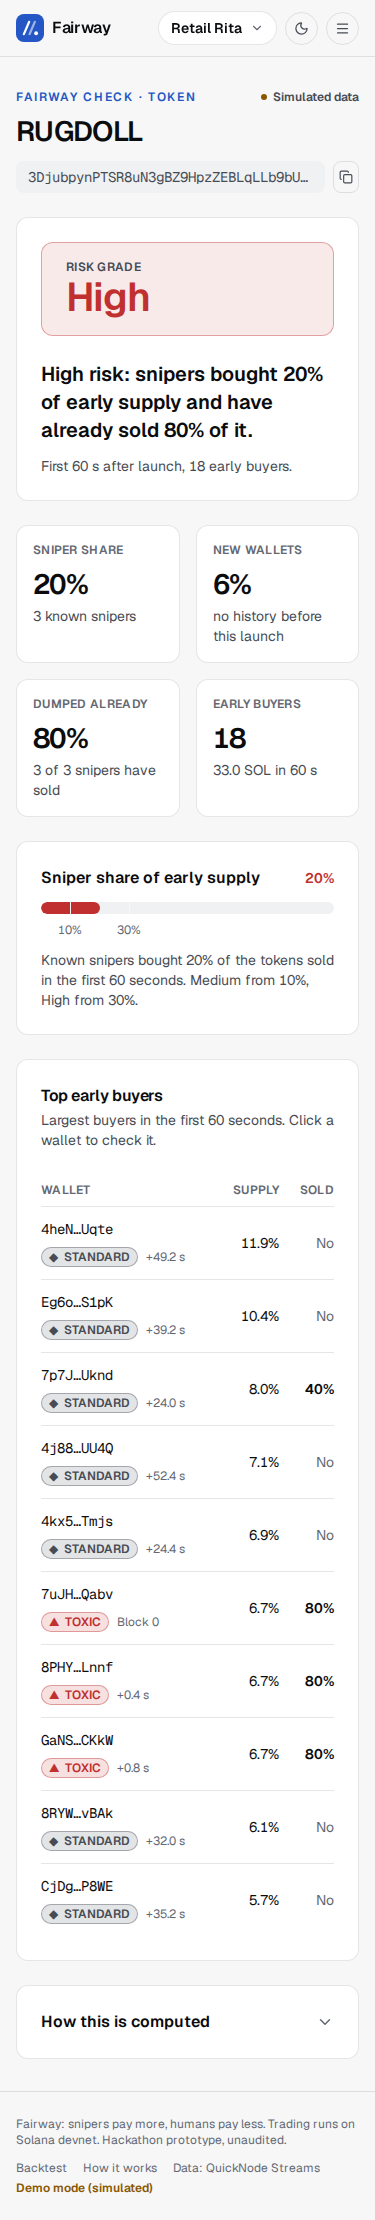 Fairway
Retail Rita
FAIRWAY CHECK · TOKEN
Simulated data
RUGDOLL
3DjubpynPTSR8uN3gBZ9HpzZEBLqLLb9bU…
RISK GRADE
High
High risk: snipers bought 20%
of early supply and have
already sold 80% of it.
First 60 s after launch, 18 early buyers.
SNIPER SHARE
20%
3 known snipers
NEW WALLETS
6%
no history before
this launch
DUMPED ALREADY
80%
3 of 3 snipers have
sold
EARLY BUYERS
18
33.0 SOL in 60 s
Sniper share of early supply 20%
10% 30%
Known snipers bought 20% of the tokens sold
in the first 60 seconds. Medium from 10%,
High from 30%.
Top early buyers
Largest buyers in the first 60 seconds. Click a
wallet to check it.
WALLET SUPPLY SOLD
4heN…Uqte
STANDARD +49.2 s 11.9% No
Eg6o…S1pK
STANDARD +39.2 s 10.4% No
7p7J…Uknd
STANDARD +24.0 s 8.0% 40%
4j88…UU4Q
STANDARD +52.4 s 7.1% No
4kx5…Tmjs
STANDARD +24.4 s 6.9% No
7uJH…Qabv
TOXIC Block 0 6.7% 80%
8PHY…Lnnf
TOXIC +0.4 s 6.7% 80%
GaNS…CKkW
TOXIC +0.8 s 6.7% 80%
8RYW…vBAk
STANDARD +32.0 s 6.1% No
CjDg…P8WE
STANDARD +35.2 s 5.7% No
How this is computed
Fairway: snipers pay more, humans pay less. Trading runs on
Solana devnet. Hackathon prototype, unaudited.
Backtest How it works Data: QuickNode Streams
Demo mode (simulated)